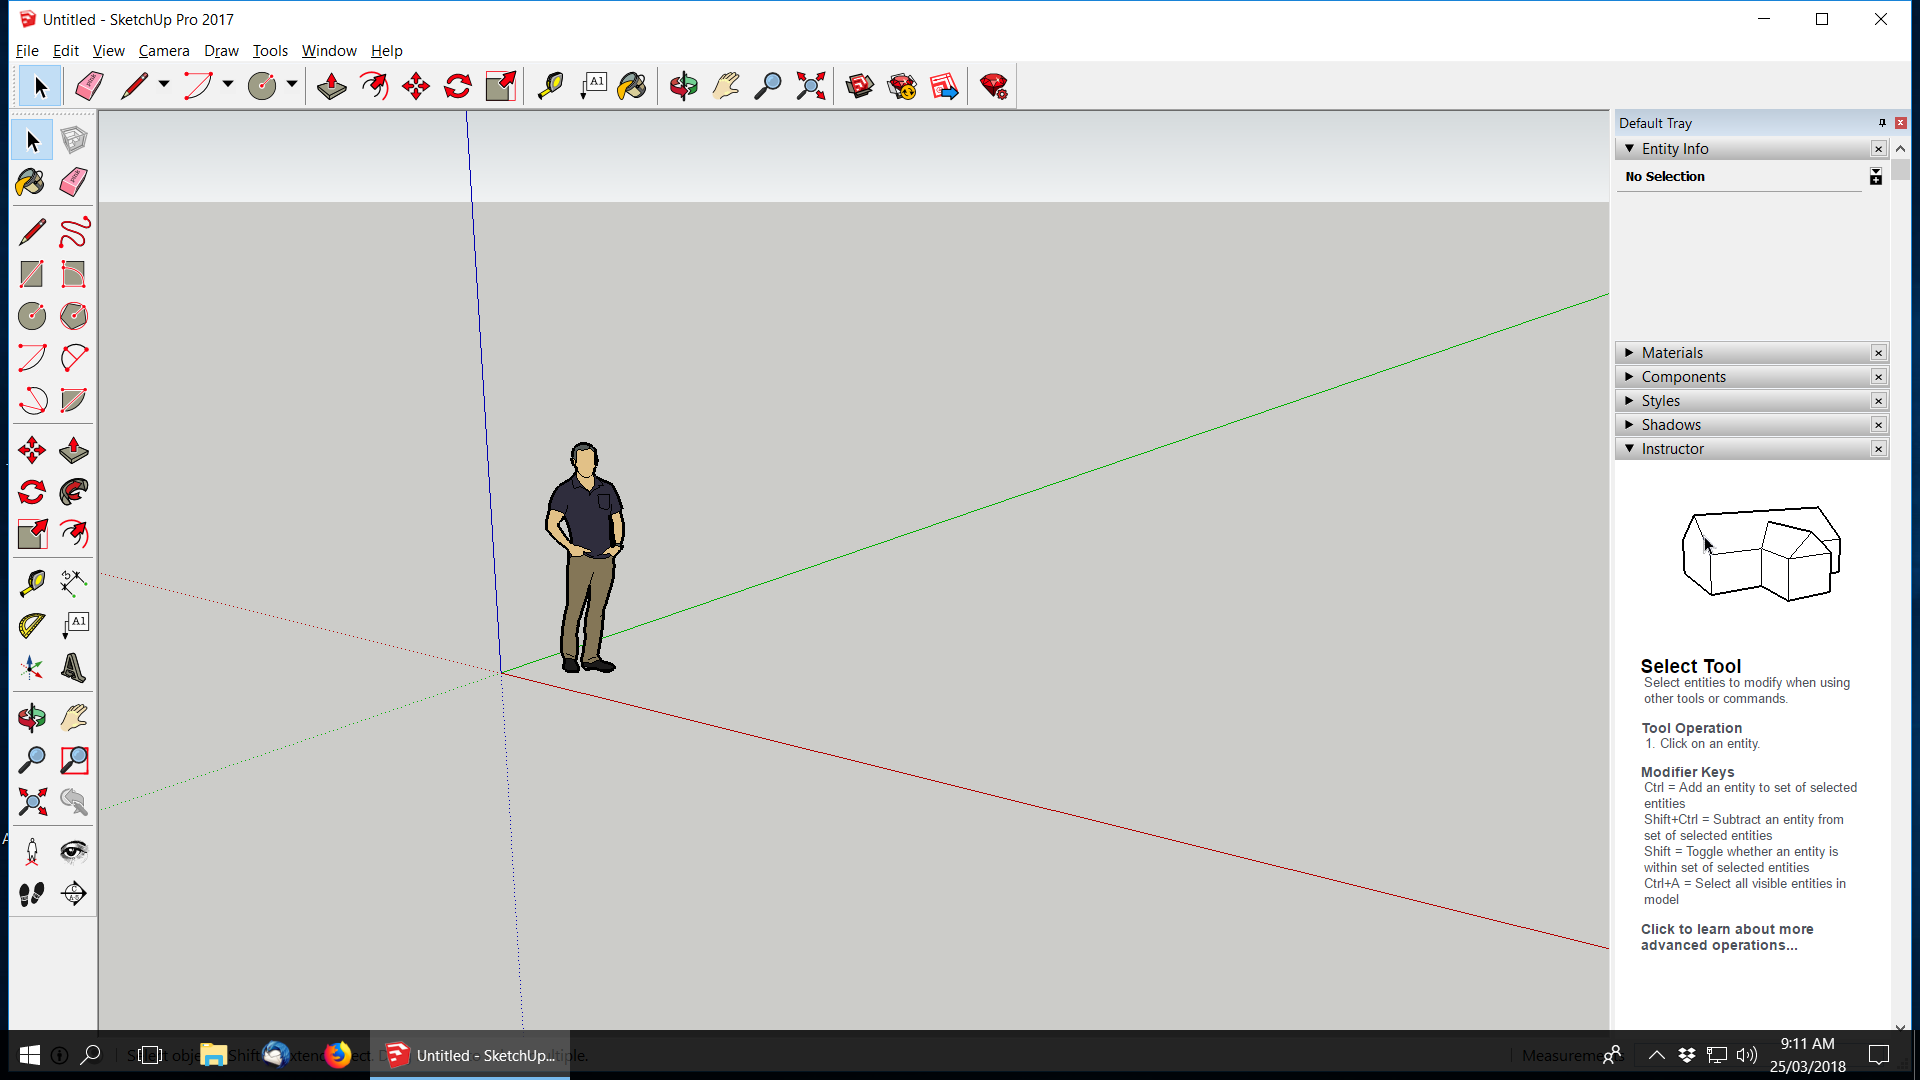 Untitled - SketchUp Pro 2017
File Edit View Camera Draw Tools Window Help
A1
Default Tray
Entity Info
No Selection
Materials
Components
Styles
Shadows
Instructor
A1
Select Tool
Select entities to modify when using
other tools or commands.
Tool Operation
1. Click on an entity.
Modifier Keys
Ctrl = Add an entity to set of selected
entities
Shift+Ctrl = Subtract an entity from
set of selected entities
Shift = Toggle whether an entity is
within set of selected entities
Ctrl+A = Select all visible entities in
model
Click to learn about more
advanced operations...
Untitled - SketchUp...
9:11 AM
25/03/2018